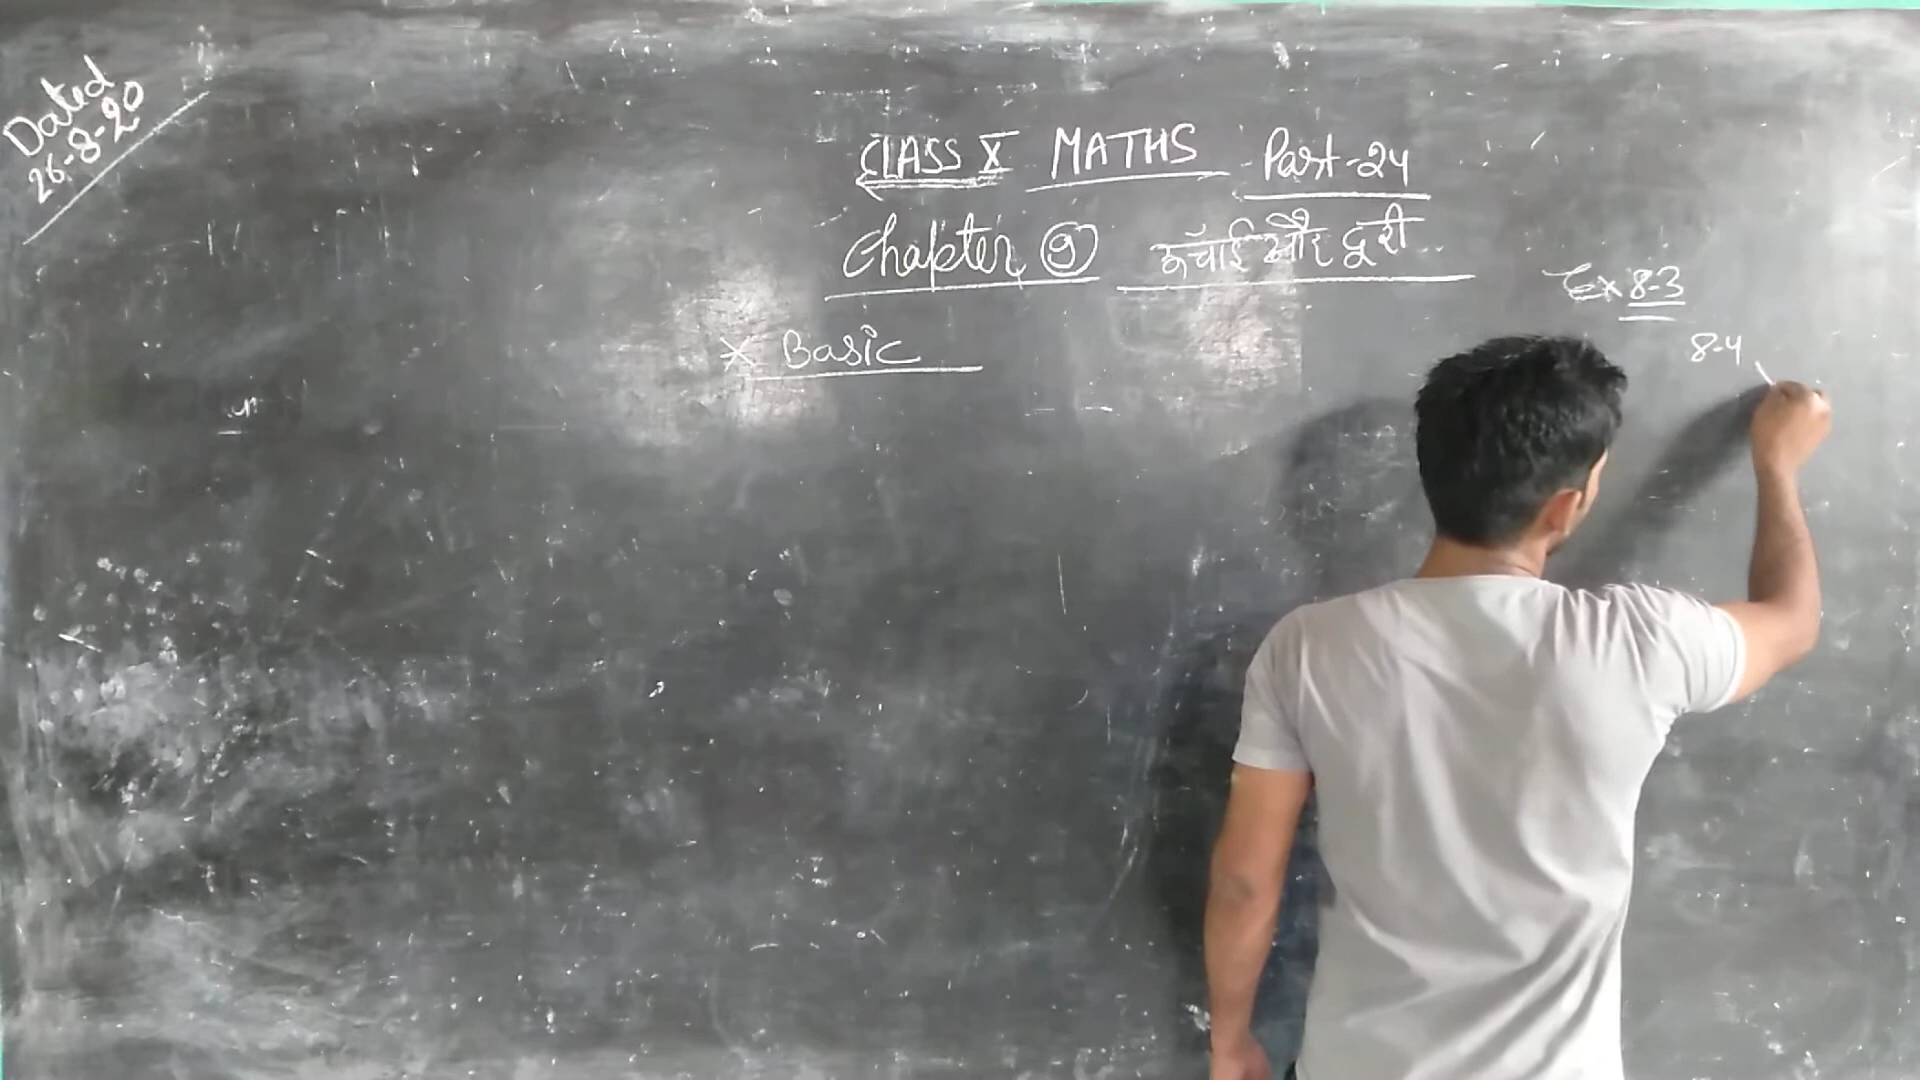 Dated
26-8-20
CLASS X MATHS Part-24
Chapter 9 ऊंचाई और दूरी
Ex 8-3
* Basic
8-4